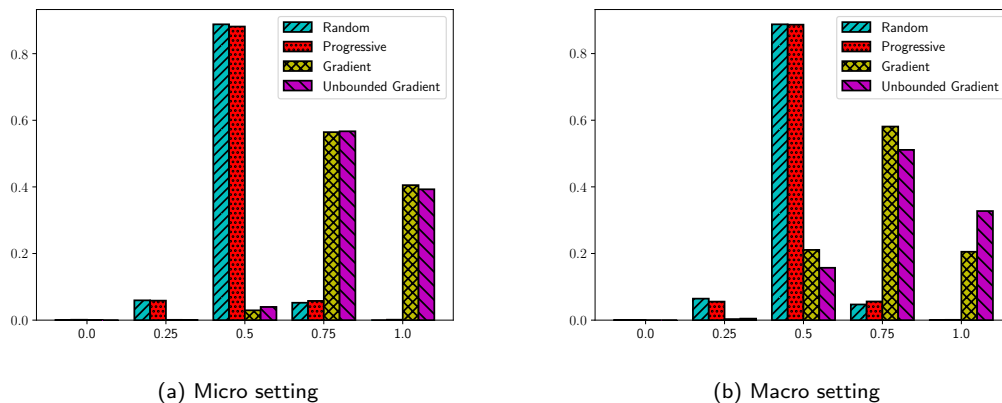 0.8
0.6
0.4
0.2
0.0
0.0 0.25 0.5 0.75 1.0
Random
Progressive
Gradient
Unbounded Gradient
(a) Micro setting
0.8
0.6
0.4
0.2
0.0
0.0 0.25 0.5 0.75 1.0
Random
Progressive
Gradient
Unbounded Gradient
(b) Macro setting